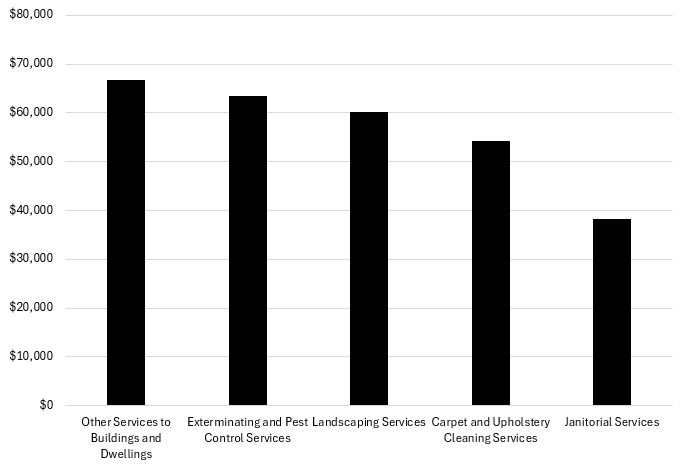 $80,000
$70,000
$60,000
$50,000
$40,000
$30,000
$20,000
$10,000
$0
Other Services to
Buildings and
Dwellings
Exterminating and Pest
Control Services
Landscaping Services
Carpet and Upholstery
Cleaning Services
Janitorial Services